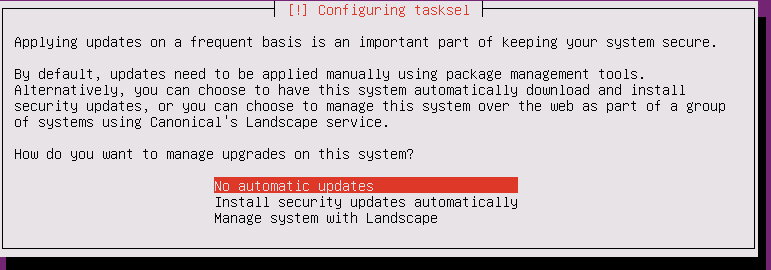 [!] Configuring tasksel
Applying updates on a frequent basis is an important part of keeping your system secure.
By default, updates need to be applied manually using package management tools.
Alternatively, you can choose to have this system automatically download and install
security updates, or you can choose to manage this system over the web as part of a group
of systems using Canonical's Landscape service.
How do you want to manage upgrades on this system?
No automatic updates
Install security updates automatically
Manage system with Landscape